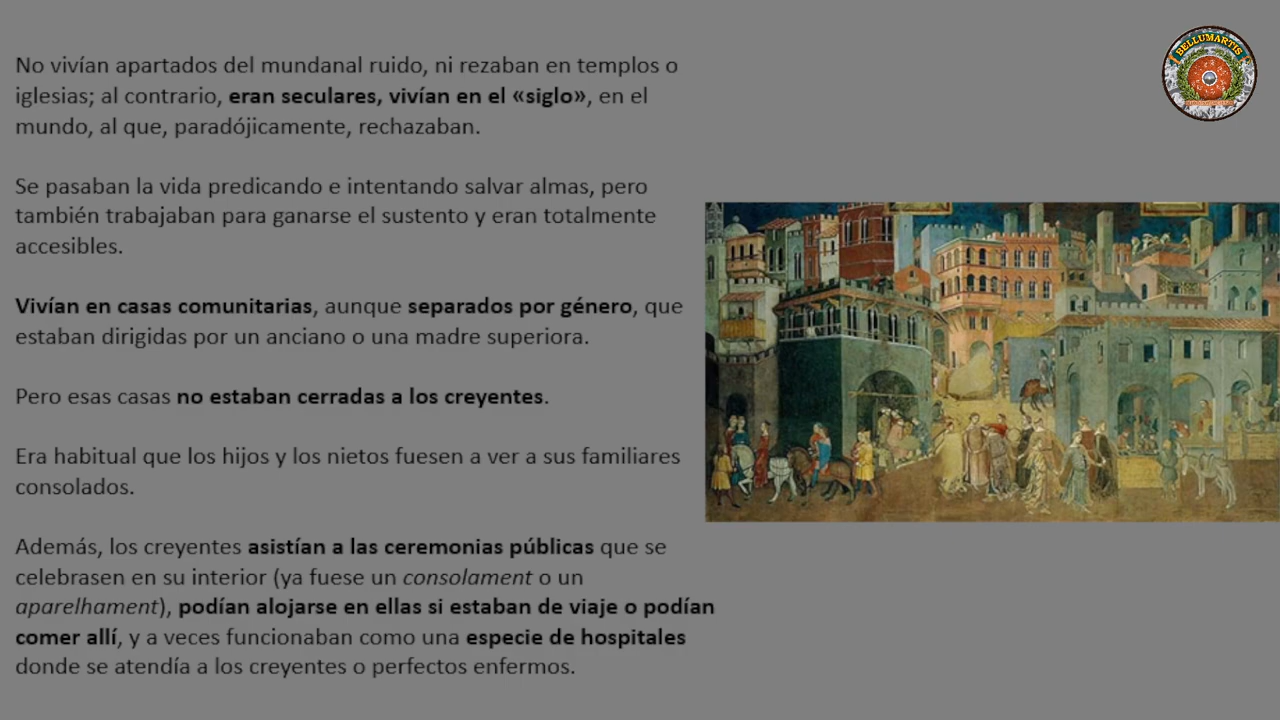 No vivían apartados del mundanal ruido, ni rezaban en templos o
iglesias; al contrario, eran seculares, vivían en el «siglo», en el
mundo, al que, paradójicamente, rechazaban.
Se pasaban la vida predicando e intentando salvar almas, pero
también trabajaban para ganarse el sustento y eran totalmente
accesibles.
Vivían en casas comunitarias, aunque separados por género, que
estaban dirigidas por un anciano o una madre superiora.
Pero esas casas no estaban cerradas a los creyentes.
Era habitual que los hijos y los nietos fuesen a ver a sus familiares
consolados.
Además, los creyentes asistían a las ceremonias públicas que se
celebrasen en su interior (ya fuese un consolament o un
aparelhament), podían alojarse en ellas si estaban de viaje o podían
comer allí, y a veces funcionaban como una especie de hospitales
donde se atendía a los creyentes o perfectos enfermos.
BELLUMARTIS